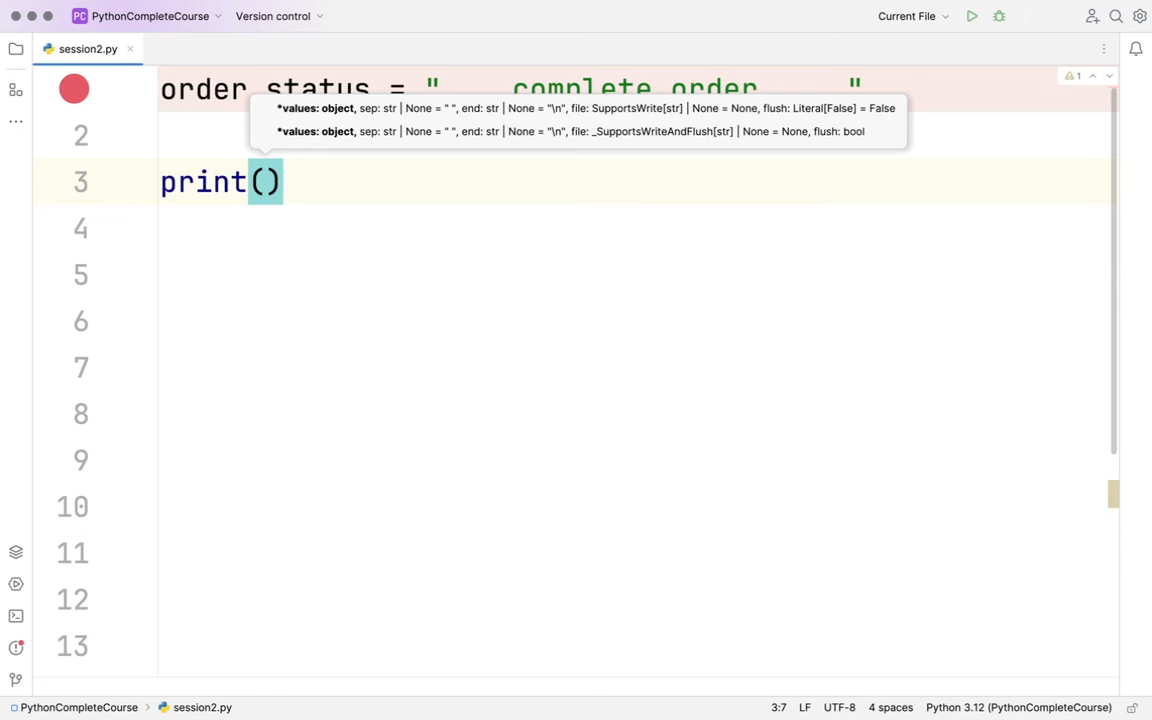 PC PythonCompleteCourse Version control Current File
session2.py
order_status = "    complete order    "
1
*values: object, sep: str | None = " ", end: str | None = "\n", file: SupportsWrite[str] | None = None, flush: Literal[False] = False
*values: object, sep: str | None = " ", end: str | None = "\n", file: _SupportsWriteAndFlush[str] | None = None, flush: bool
2
3 print()
4
5
6
7
8
9
10
11
12
13
PythonCompleteCourse > session2.py 3:7 LF UTF-8 4 spaces Python 3.12 (PythonCompleteCourse)